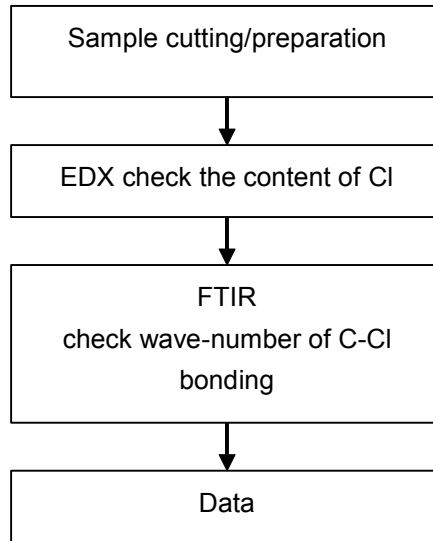 Sample cutting/preparation
EDX check the content of Cl
FTIR
check wave-number of C-Cl
bonding
Data